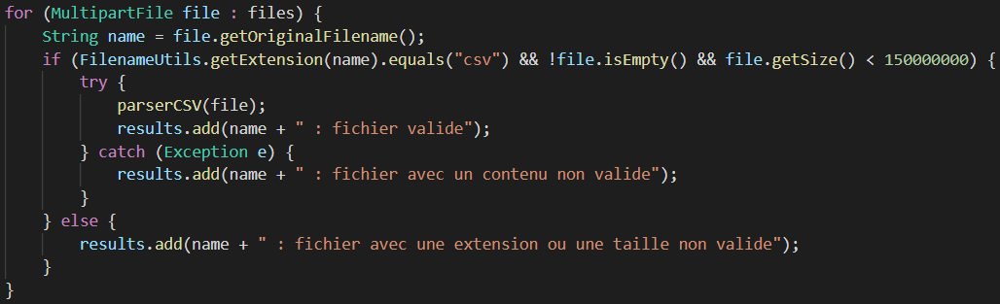 for (MultipartFile file : files) {
    String name = file.getOriginalFilename();
    if (FilenameUtils.getExtension(name).equals("csv") && !file.isEmpty() && file.getSize() < 150000000) {
        try {
            parserCSV(file);
            results.add(name + " : fichier valide");
        } catch (Exception e) {
            results.add(name + " : fichier avec un contenu non valide");
        }
    } else {
        results.add(name + " : fichier avec une extension ou une taille non valide");
    }
}